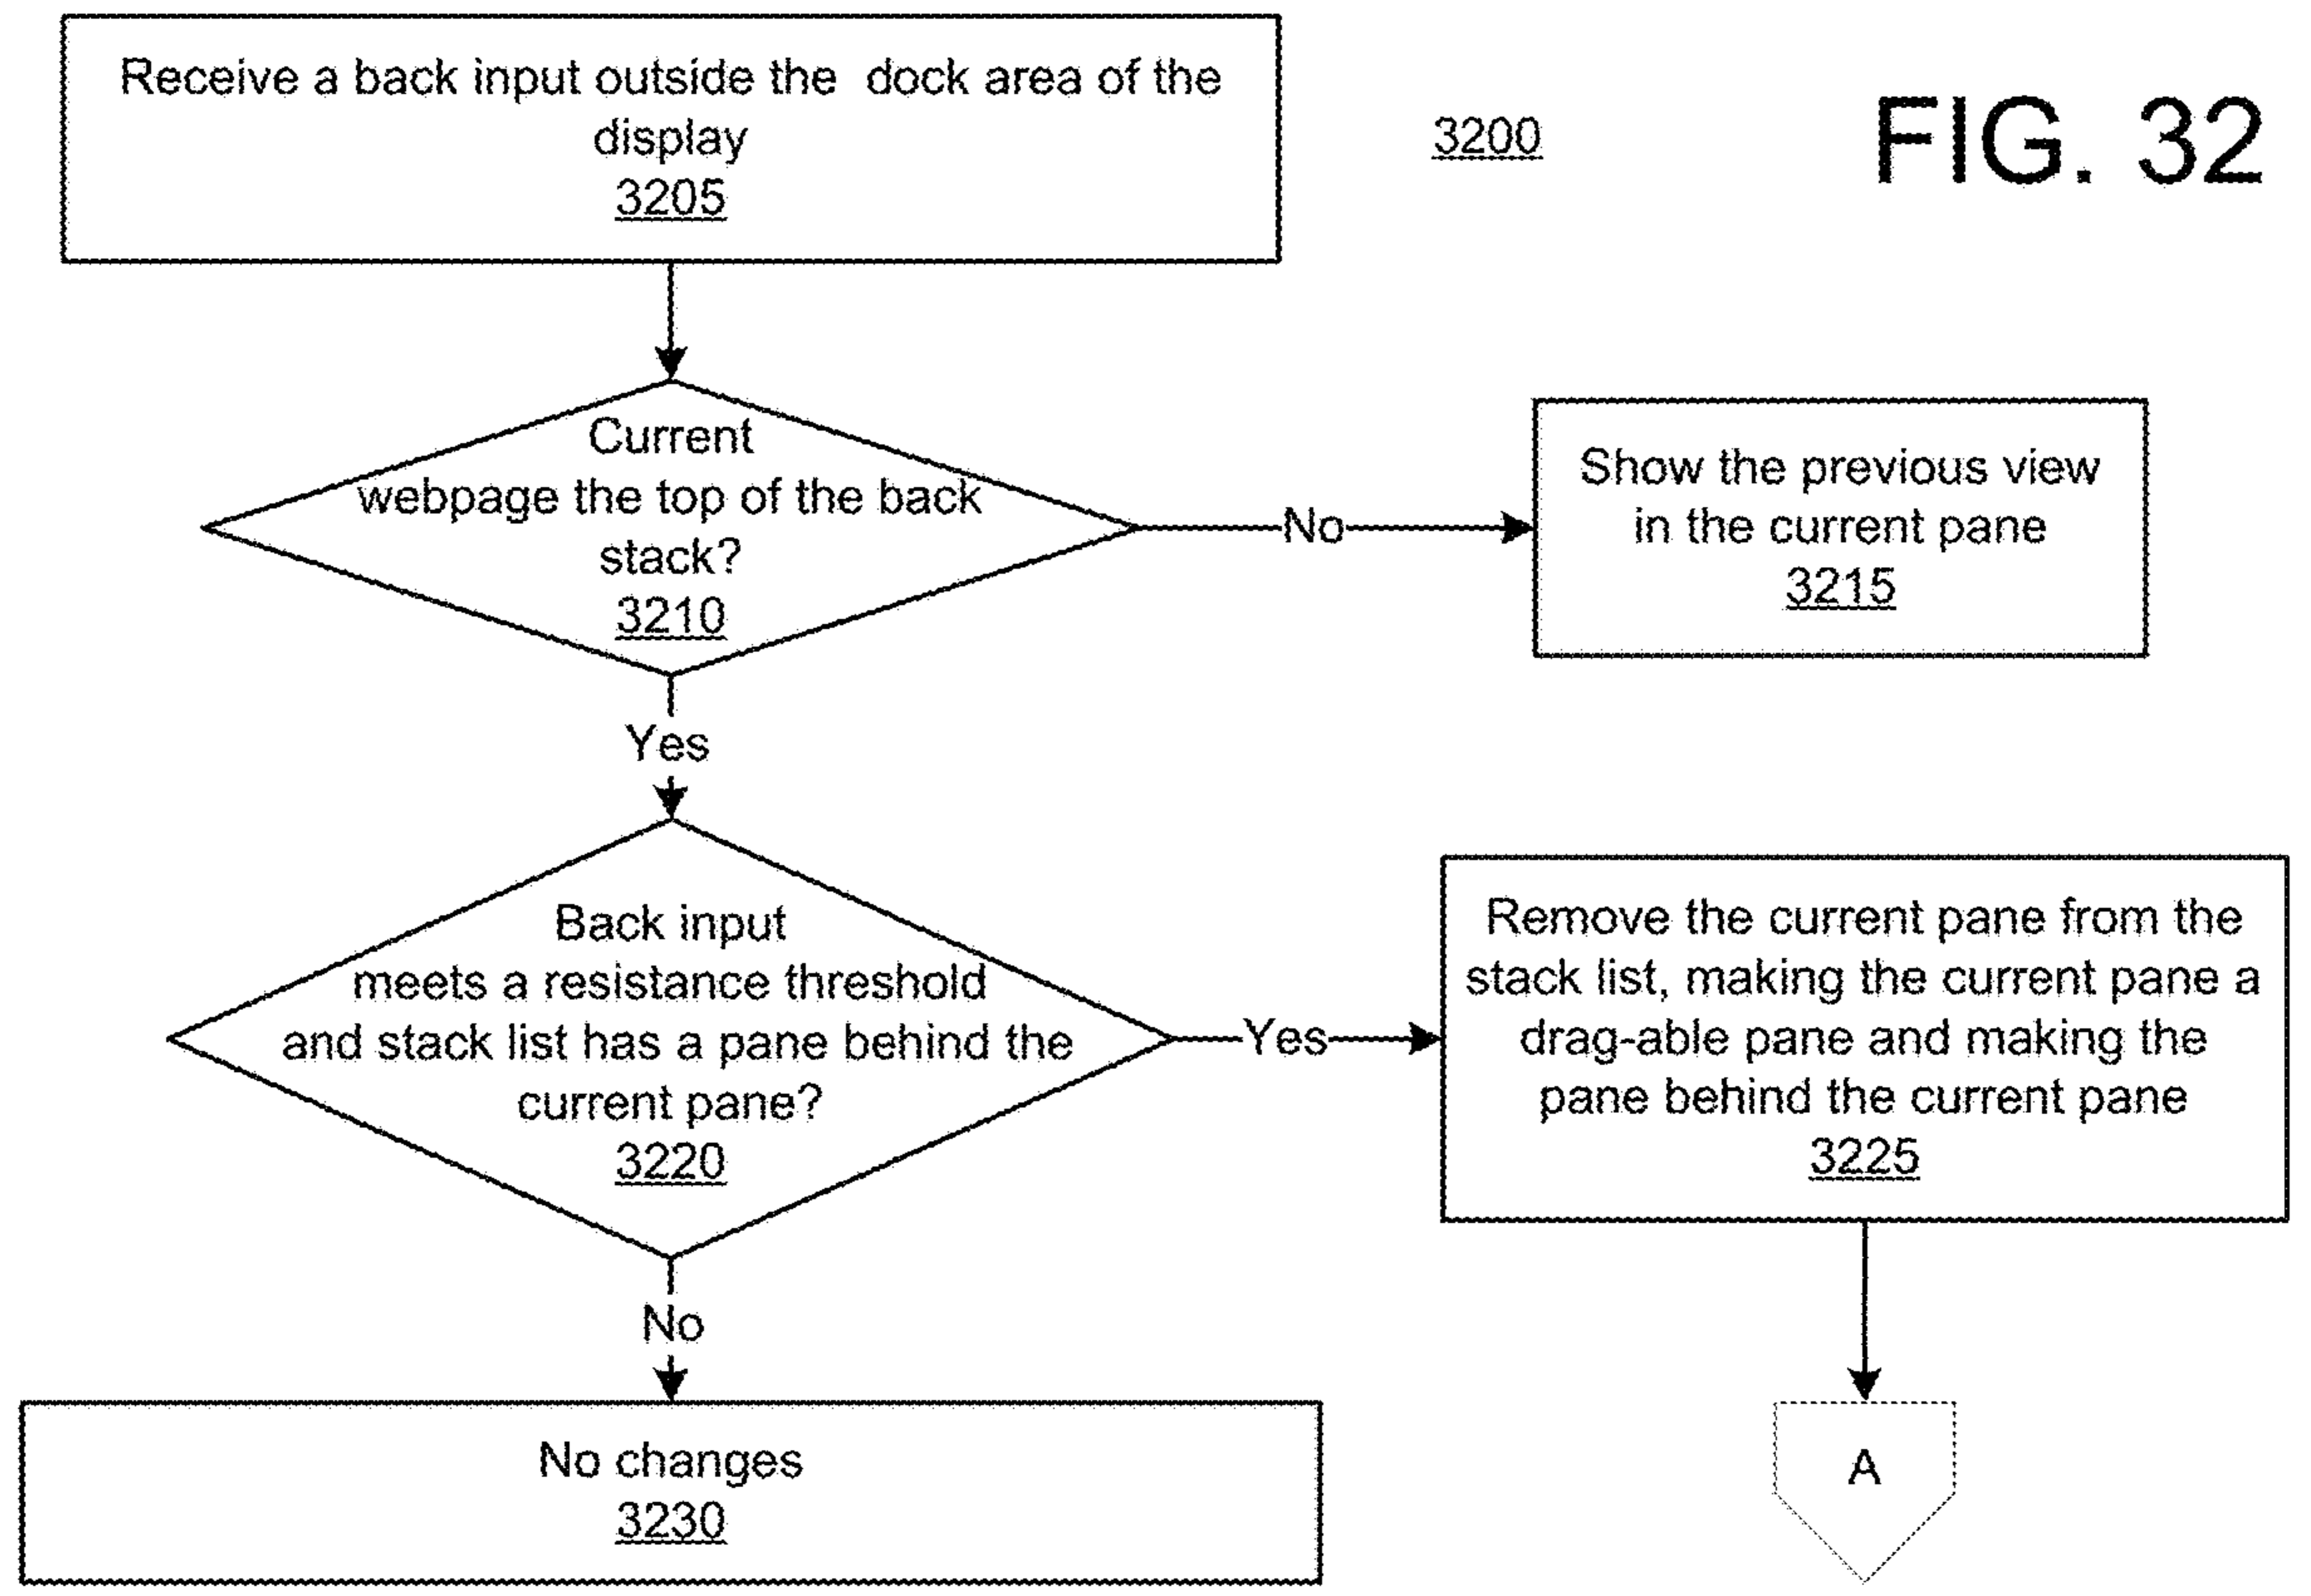 Receive a back input outside the dock area of the
display
3205
3200
FIG. 32
Current
webpage the top of the back
stack?
3210
No
Show the previous view
in the current pane
3215
Yes
Back input
meets a resistance threshold
and stack list has a pane behind the
current pane?
3220
Yes
Remove the current pane from the
stack list, making the current pane a
drag-able pane and making the
pane behind the current pane
3225
No
No changes
3230
A